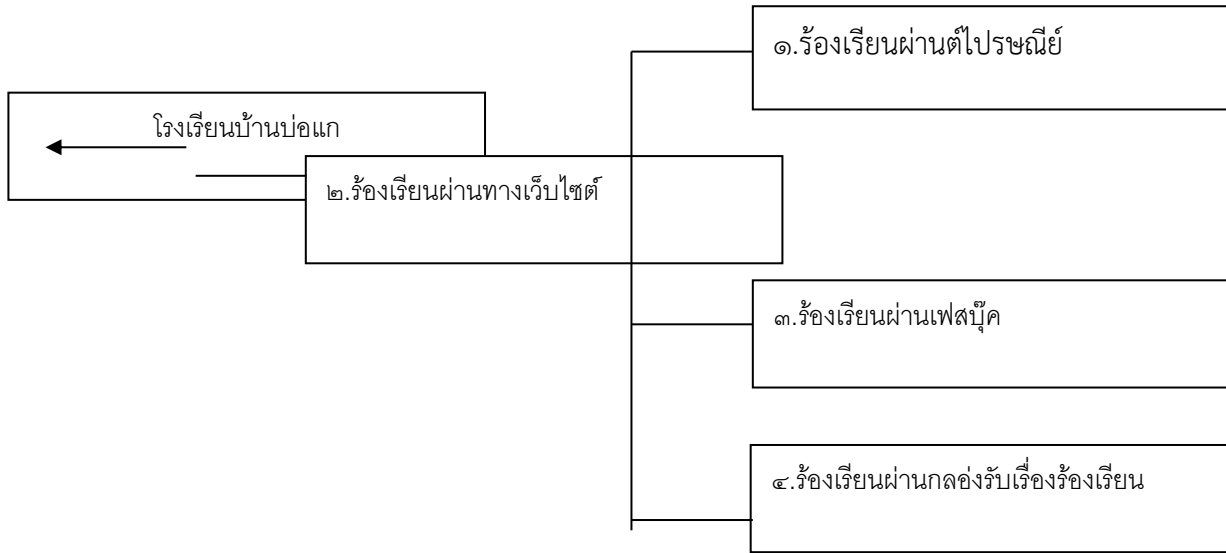 ๑.ร้องเรียนผ่านต์ไปรษณีย์
โรงเรียนบ้านบ่อแก
๒.ร้องเรียนผ่านทางเว็บไซต์
๓.ร้องเรียนผ่านเฟสบุ๊ค
๔.ร้องเรียนผ่านกลอ่งรับเรื่องร้องเรียน